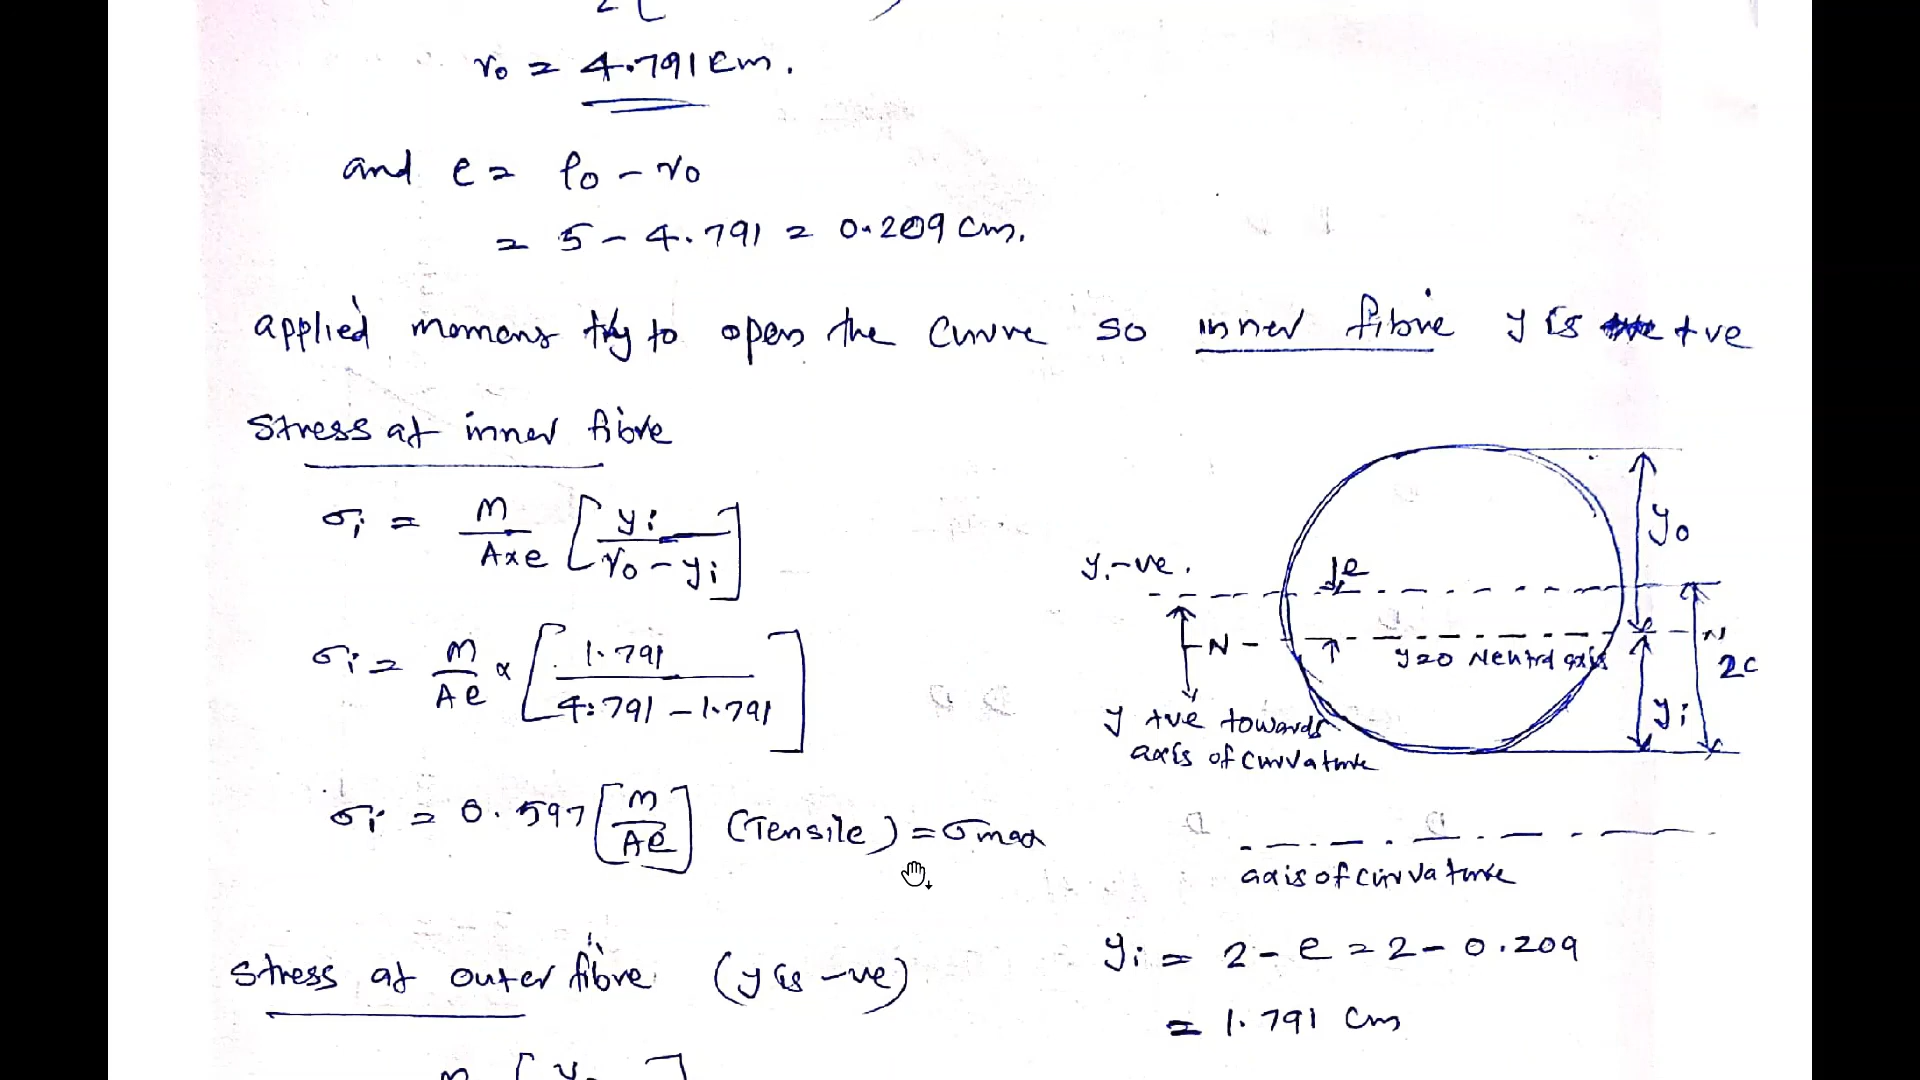 r₀ = 4.791 cm.
and e = ρ₀ - r₀
= 5 - 4.791 = 0.209 cm.
applied moment try to open the curve so inner fibre y is +ve
Stress at inner fibre
σᵢ = M / A×e [ yᵢ / r₀ - yᵢ ]
σᵢ = M / Ae × [ 1.791 / 4.791 - 1.791 ]
σᵢ = 0.597 [ M / Ae ] (Tensile) = σmax
Stress at outer fibre (y is -ve)
y₀
y -ve.
e
N
y=0 Neutral axis
N
2c
yᵢ
y +ve towards
axis of curvature
axis of curvature
yᵢ = 2 - e = 2 - 0.209
= 1.791 cm